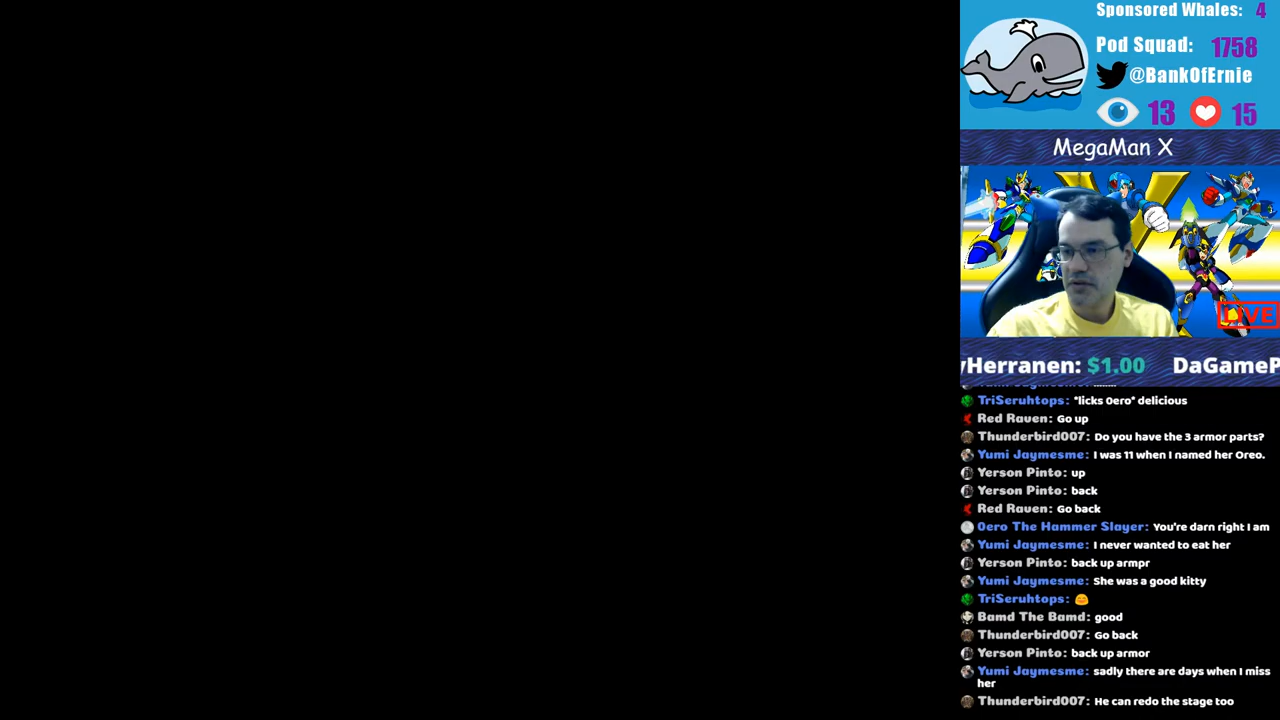 Sponsored Whales: 4
Pod Squad: 1758
@BankOfErnie
13 15
MegaMan X
LIVE
yHerranen: $1.00 DaGameP
TriSeruhtops: *licks 0ero* delicious
Red Raven: Go up
Thunderbird007: Do you have the 3 armor parts?
Yumi Jaymesme: I was 11 when I named her Oreo.
Yerson Pinto: up
Yerson Pinto: back
Red Raven: Go back
0ero The Hammer Slayer: You're darn right I am
Yumi Jaymesme: I never wanted to eat her
Yerson Pinto: back up armpr
Yumi Jaymesme: She was a good kitty
TriSeruhtops: 😊
Bamd The Bamd: good
Thunderbird007: Go back
Yerson Pinto: back up armor
Yumi Jaymesme: sadly there are days when I miss
her
Thunderbird007: He can redo the stage too